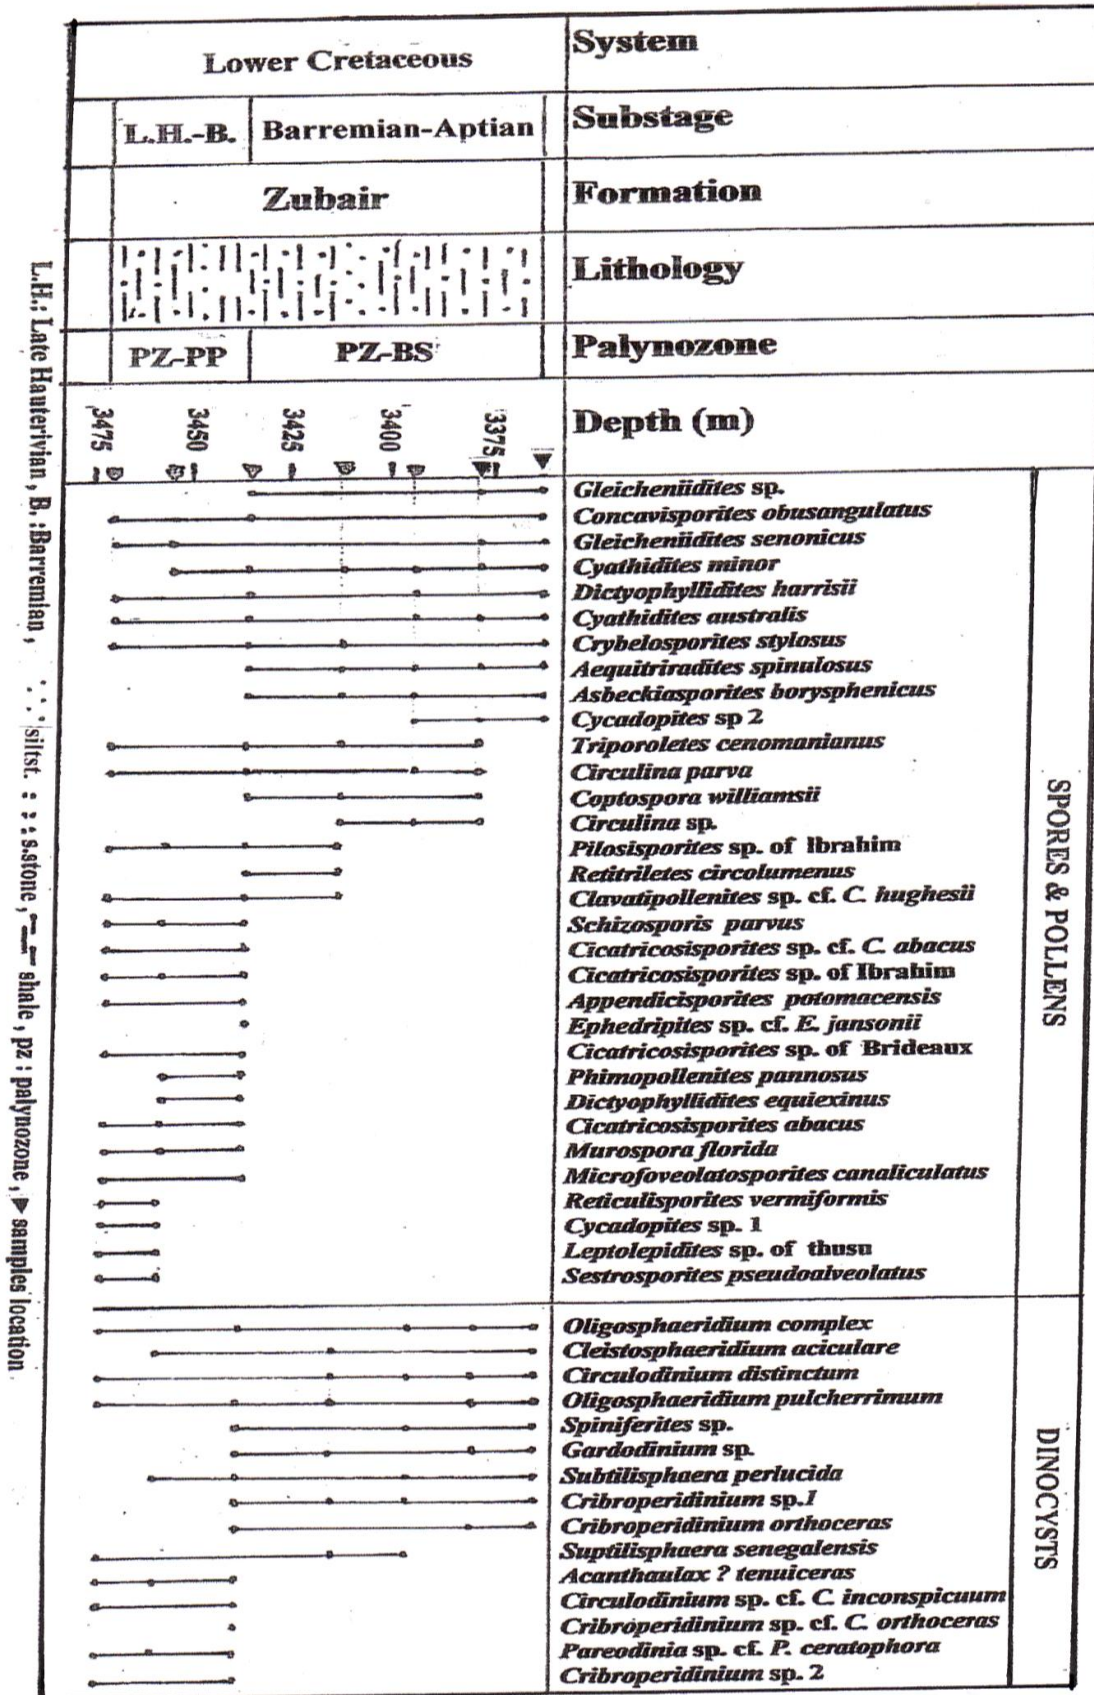 Lower Cretaceous
System
L.H.-B.
Barremian-Aptian
Substage
Zubair
Formation
Lithology
PZ-PP
PZ-BS
Palynozone
3475
3450
3425
3400
3375
Depth (m)
Gleicheniidites sp.
Concavisporites obusangulatus
Gleicheniidites senonicus
Cyathidites minor
Dictyophyllidites harrisii
Cyathidites australis
Crybelosporites stylosus
Aequitriradites spinulosus
Asbeckiasporites borysphenicus
Cycadopites sp 2
Triporoletes cenomanianus
Circulina parva
Coptospora williamsii
Circulina sp.
Pilosisporites sp. of Ibrahim
Retitriletes circolumenus
Clavatipollenites sp. cf. C. hughesii
Schizosporis parvus
Cicatricosisporites sp. cf. C. abacus
Cicatricosisporites sp. of Ibrahim
Appendicisporites potomacensis
Ephedripites sp. cf. E. jansonii
Cicatricosisporites sp. of Brideaux
Phimopollenites pannosus
Dictyophyllidites equiexinus
Cicatricosisporites abacus
Murospora florida
Microfoveolatosporites canaliculatus
Reticulisporites vermiformis
Cycadopites sp. 1
Leptolepidites sp. of thusu
Sestrosporites pseudoalveolatus
SPORES & POLLENS
Oligosphaeridium complex
Cleistosphaeridium aciculare
Circulodinium distinctum
Oligosphaeridium pulcherrimum
Spiniferites sp.
Gardodinium sp.
Subtilisphaera perlucida
Cribroperidinium sp.1
Cribroperidinium orthoceras
Suptilisphaera senegalensis
Acanthaulax ? tenuiceras
Circulodinium sp. cf. C. inconspicuum
Cribroperidinium sp. cf. C. orthoceras
Pareodinia sp. cf. P. ceratophora
Cribroperidinium sp. 2
DINOCYSTS
L.H.: Late Hauterivian , B. :Barremian , siltst. s.stone , shale , pz : palynozone , samples location